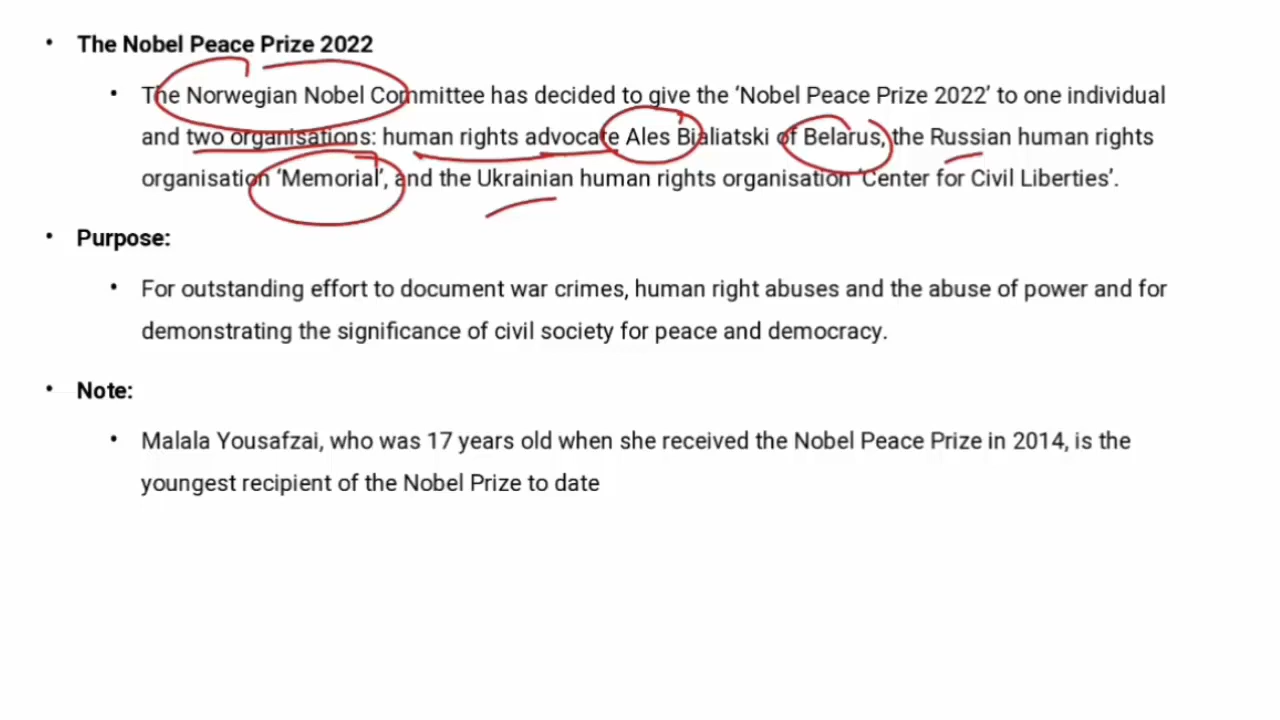 • The Nobel Peace Prize 2022
• The Norwegian Nobel Committee has decided to give the ‘Nobel Peace Prize 2022’ to one individual
and two organisations: human rights advocate Ales Bialiatski of Belarus, the Russian human rights
organisation ‘Memorial’, and the Ukrainian human rights organisation ‘Center for Civil Liberties’.
• Purpose:
• For outstanding effort to document war crimes, human right abuses and the abuse of power and for
demonstrating the significance of civil society for peace and democracy.
• Note:
• Malala Yousafzai, who was 17 years old when she received the Nobel Peace Prize in 2014, is the
youngest recipient of the Nobel Prize to date